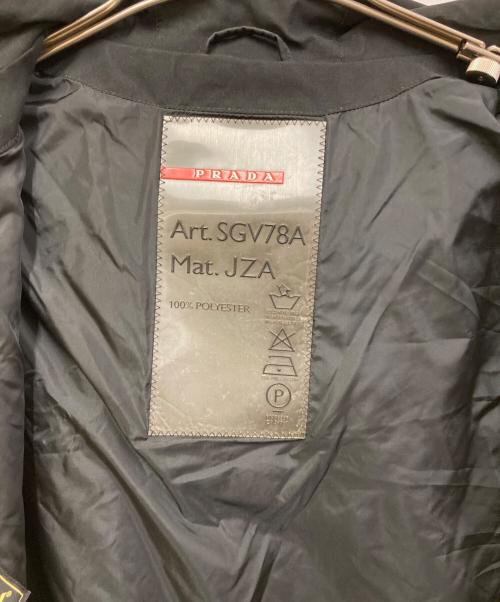 PRADA
Art. SGV78A
Mat. JZA
100% POLYESTER
P